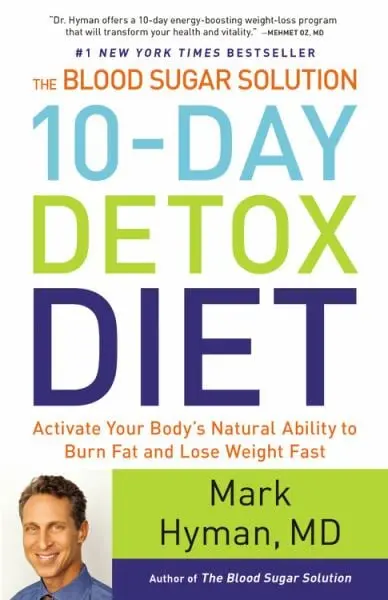 "Dr. Hyman offers a 10-day energy-boosting weight-loss program
that will transform your health and vitality." —MEHMET OZ, MD
#1 NEW YORK TIMES BESTSELLER
THE BLOOD SUGAR SOLUTION
10-DAY
DETOX
DIET
Activate Your Body's Natural Ability to
Burn Fat and Lose Weight Fast
Mark
Hyman, MD
Author of The Blood Sugar Solution